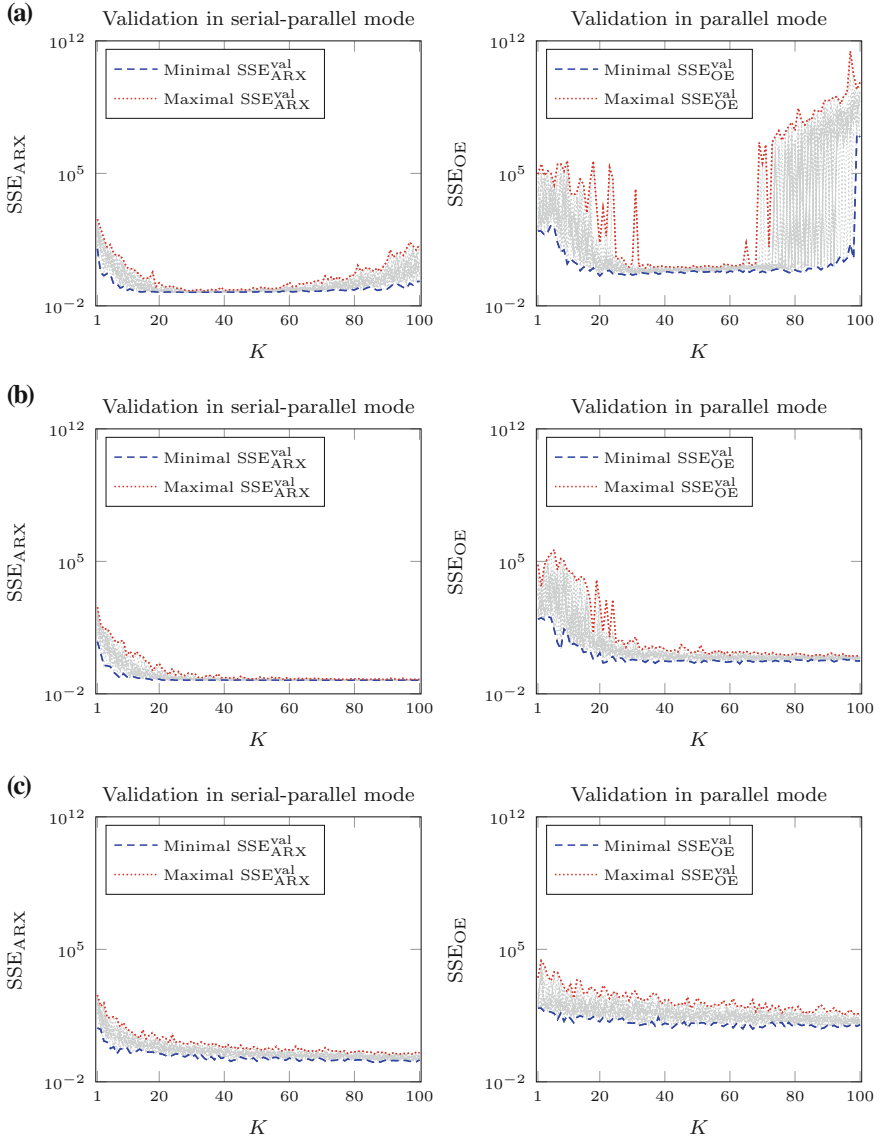 (a)
Validation in serial-parallel mode
10^12
10^5
10^-2
SSE_ARX
Minimal SSE_ARX^val
Maximal SSE_ARX^val
1 20 40 60 80 100
K
Validation in parallel mode
10^12
10^5
10^-2
SSE_OE
Minimal SSE_OE^val
Maximal SSE_OE^val
1 20 40 60 80 100
K
(b)
Validation in serial-parallel mode
10^12
10^5
10^-2
SSE_ARX
Minimal SSE_ARX^val
Maximal SSE_ARX^val
1 20 40 60 80 100
K
Validation in parallel mode
10^12
10^5
10^-2
SSE_OE
Minimal SSE_OE^val
Maximal SSE_OE^val
1 20 40 60 80 100
K
(c)
Validation in serial-parallel mode
10^12
10^5
10^-2
SSE_ARX
Minimal SSE_ARX^val
Maximal SSE_ARX^val
1 20 40 60 80 100
K
Validation in parallel mode
10^12
10^5
10^-2
SSE_OE
Minimal SSE_OE^val
Maximal SSE_OE^val
1 20 40 60 80 100
K